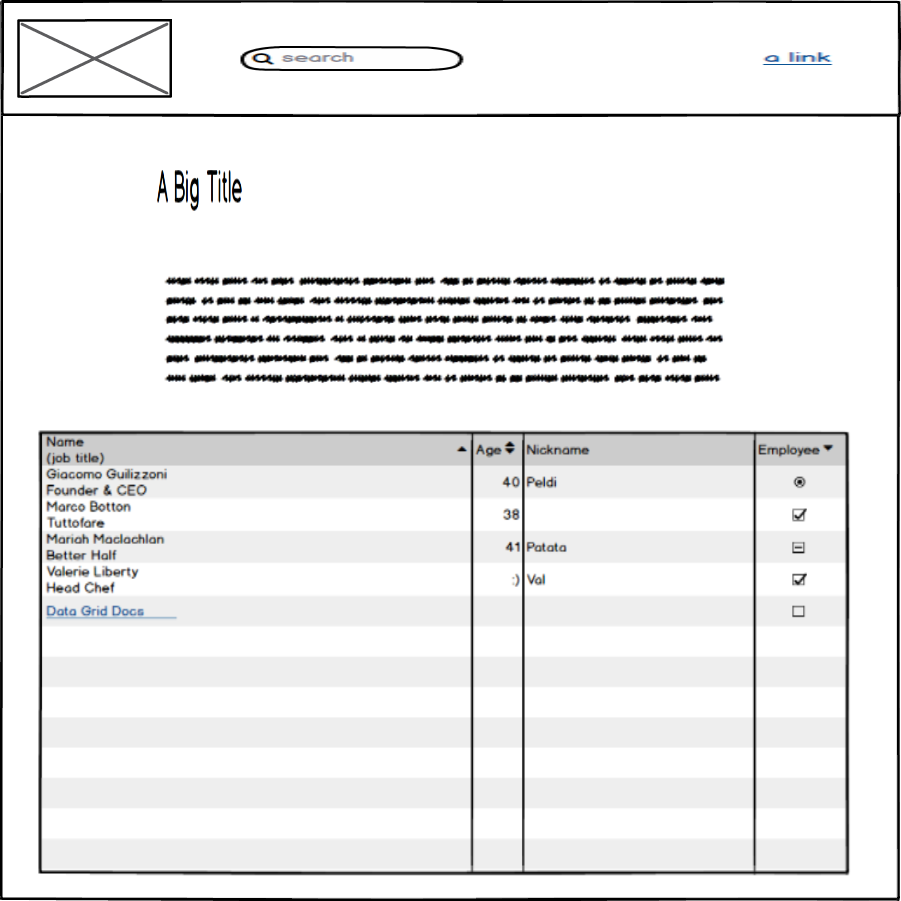 search
a link
A Big Title
Name
(job title)
Age
Nickname
Employee
Giacomo Guilizzoni
Founder & CEO
40
Peldi
Marco Botton
Tuttofare
38
Mariah Maclachlan
Better Half
41
Patata
Valerie Liberty
Head Chef
:)
Val
Data Grid Docs